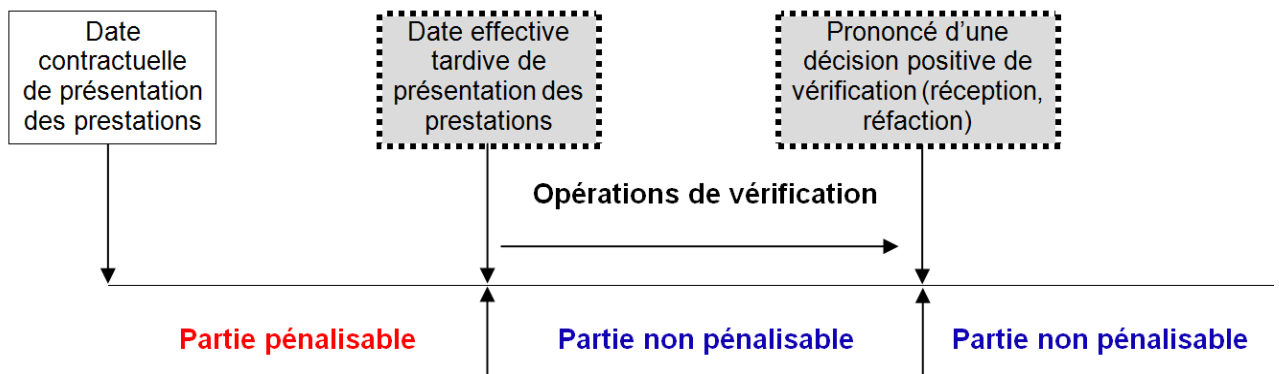 Date
contractuelle
de présentation
des prestations
Date effective
tardive de
présentation des
prestations
Prononcé d’une
décision positive de
vérification (réception,
réfaction)
Opérations de vérification
Partie pénalisable
Partie non pénalisable
Partie non pénalisable